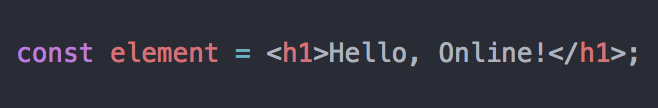 const element = <h1>Hello, Online!</h1>;